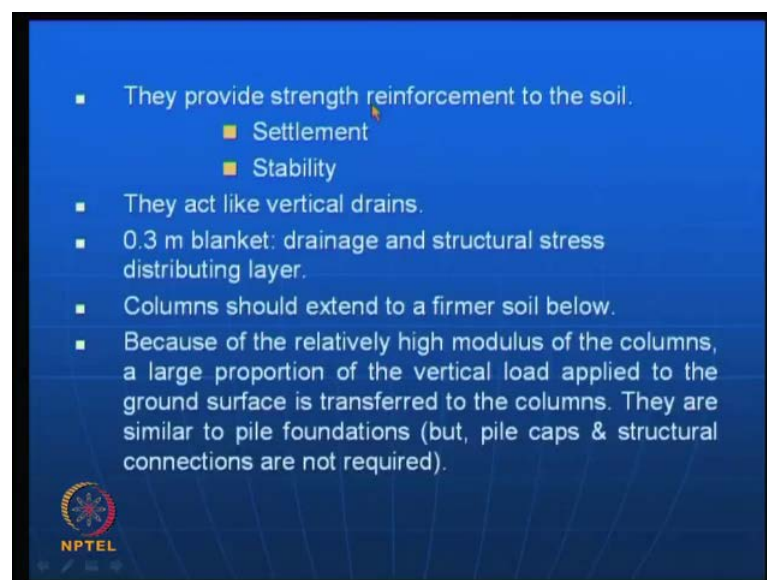 They provide strength reinforcement to the soil.
Settlement
Stability
They act like vertical drains.
0.3 m blanket: drainage and structural stress
distributing layer.
Columns should extend to a firmer soil below.
Because of the relatively high modulus of the columns,
a large proportion of the vertical load applied to the
ground surface is transferred to the columns. They are
similar to pile foundations (but, pile caps & structural
connections are not required).
NPTEL